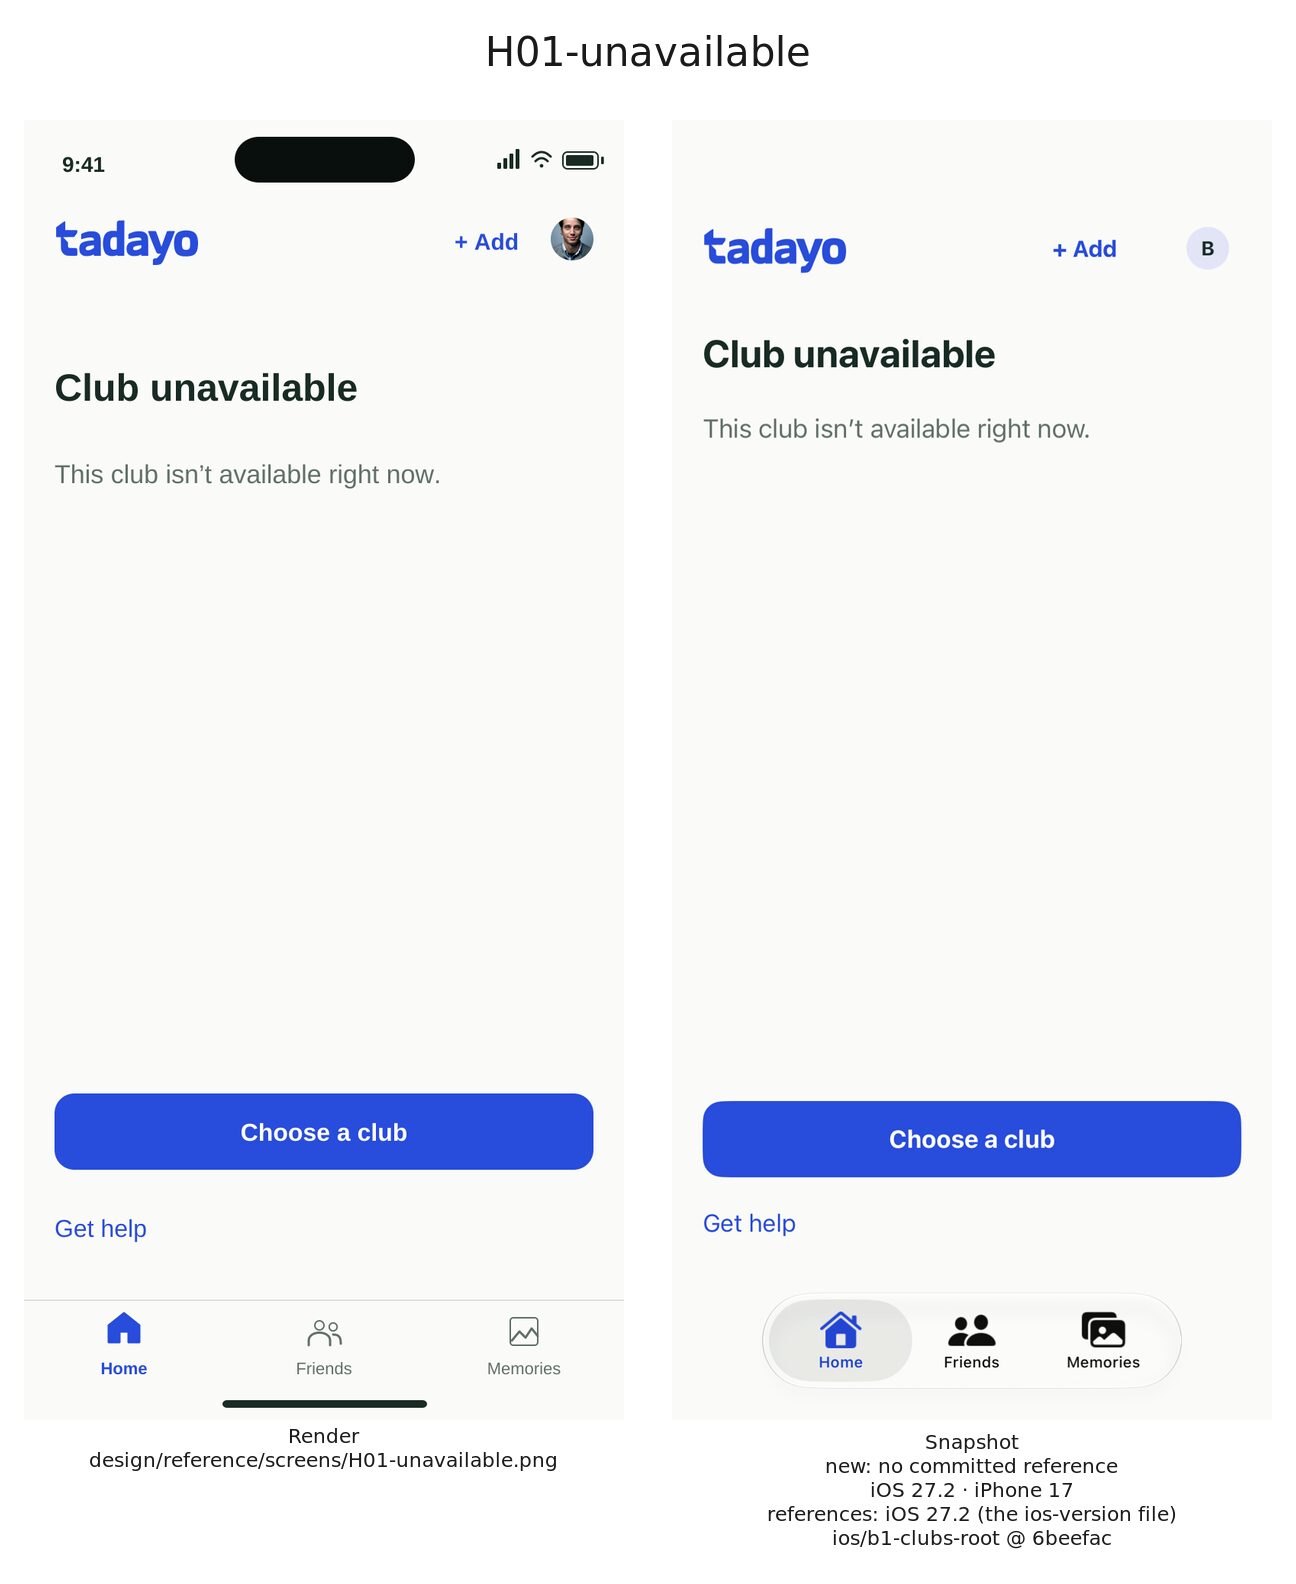 H01-unavailable
9:41
tadayo
+ Add
Club unavailable
This club isn’t available right now.
Choose a club
Get help
Home
Friends
Memories
Render
design/reference/screens/H01-unavailable.png
tadayo
+ Add
B
Club unavailable
This club isn’t available right now.
Choose a club
Get help
Home
Friends
Memories
Snapshot
new: no committed reference
iOS 27.2 · iPhone 17
references: iOS 27.2 (the ios-version file)
ios/b1-clubs-root @ 6beefac